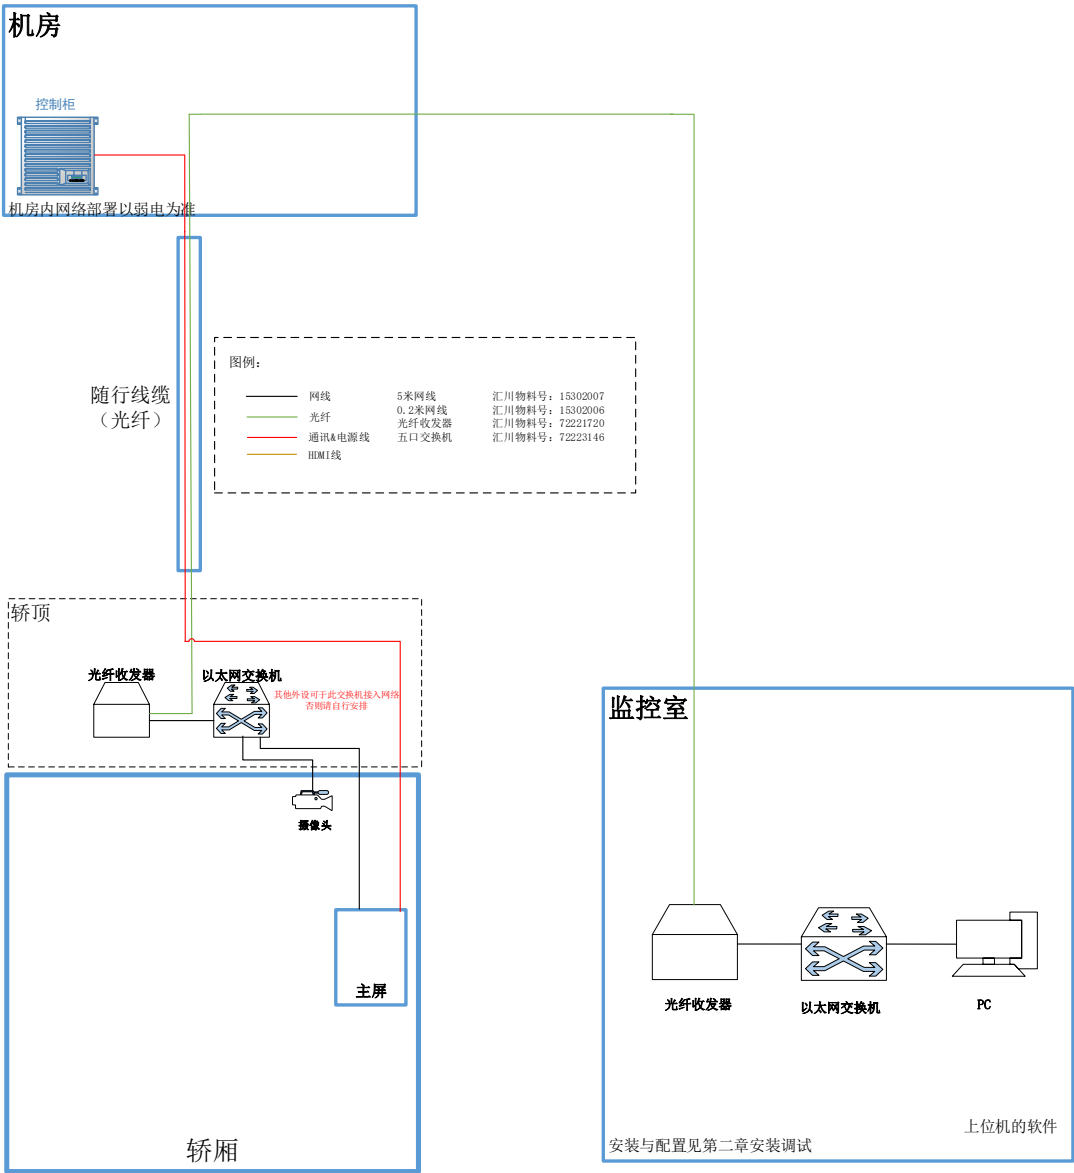 机房
控制柜
机房内网络部署以弱电为准
随行线缆
（光纤）
图例：
网线 5米网线 汇川物料号：15302007
0.2米网线 汇川物料号：15302006
光纤 光纤收发器 汇川物料号：72221720
通讯&电源线 五口交换机 汇川物料号：72223146
HDMI线
轿顶
光纤收发器 以太网交换机
其他外设可于此交换机接入网络
否则请自行安排
摄像头
主屏
轿厢
监控室
光纤收发器 以太网交换机 PC
上位机的软件
安装与配置见第二章安装调试